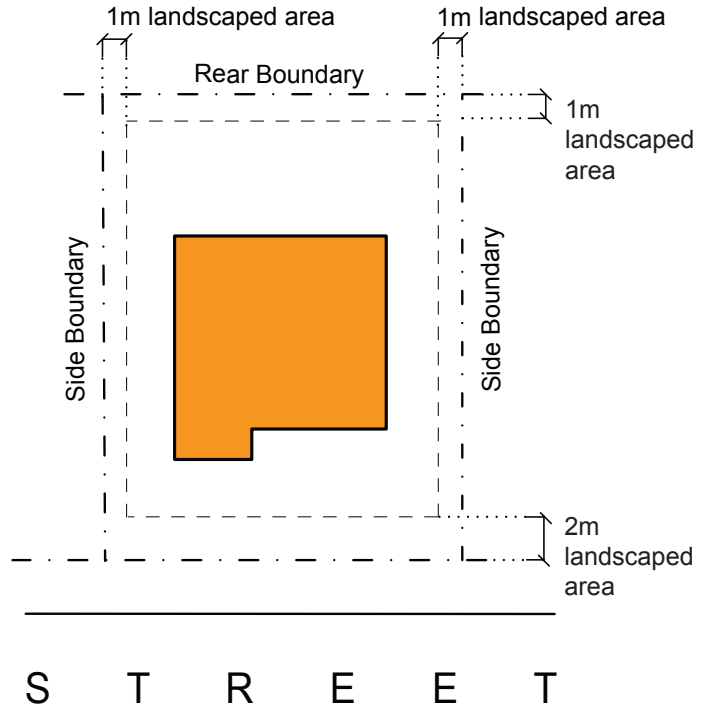 1m landscaped area
1m landscaped area
Rear Boundary
1m
landscaped
area
Side Boundary
Side Boundary
2m
landscaped
area
S T R E E T